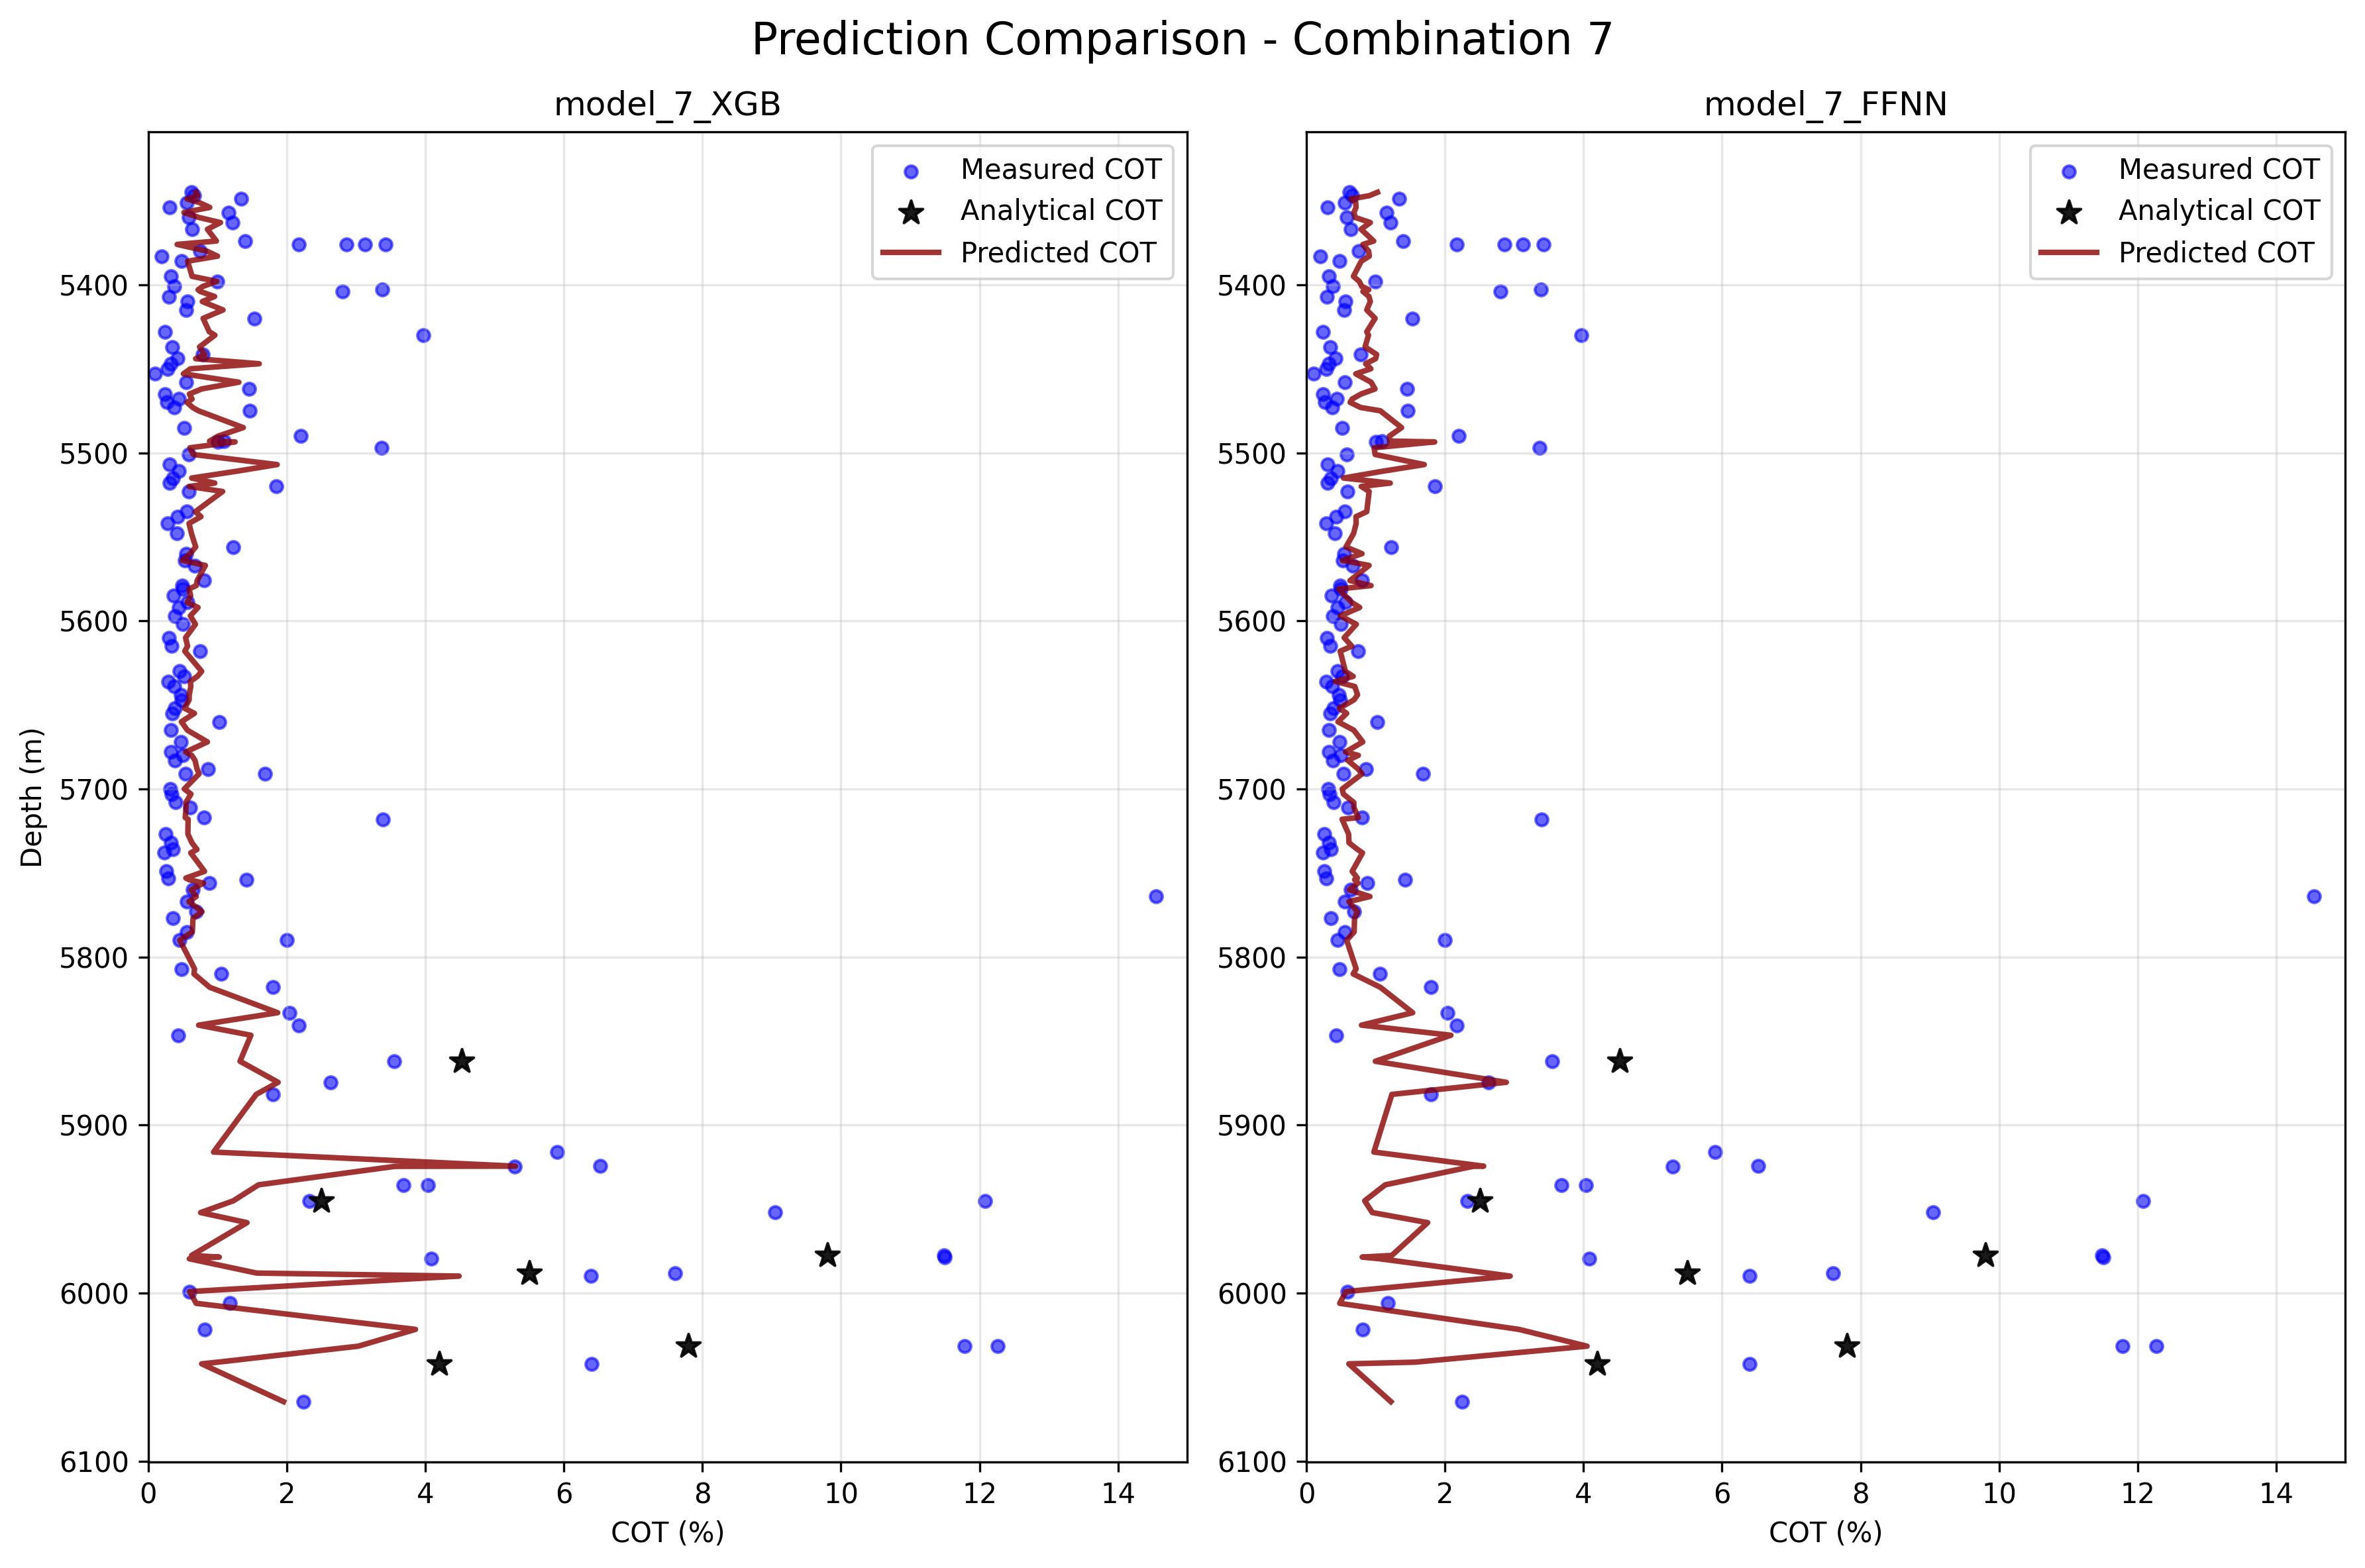 Prediction Comparison - Combination 7
model_7_XGB
Measured COT
Analytical COT
Predicted COT
5400
5500
5600
5700
5800
5900
6000
6100
Depth (m)
0 2 4 6 8 10 12 14
COT (%)
model_7_FFNN
Measured COT
Analytical COT
Predicted COT
5400
5500
5600
5700
5800
5900
6000
6100
0 2 4 6 8 10 12 14
COT (%)